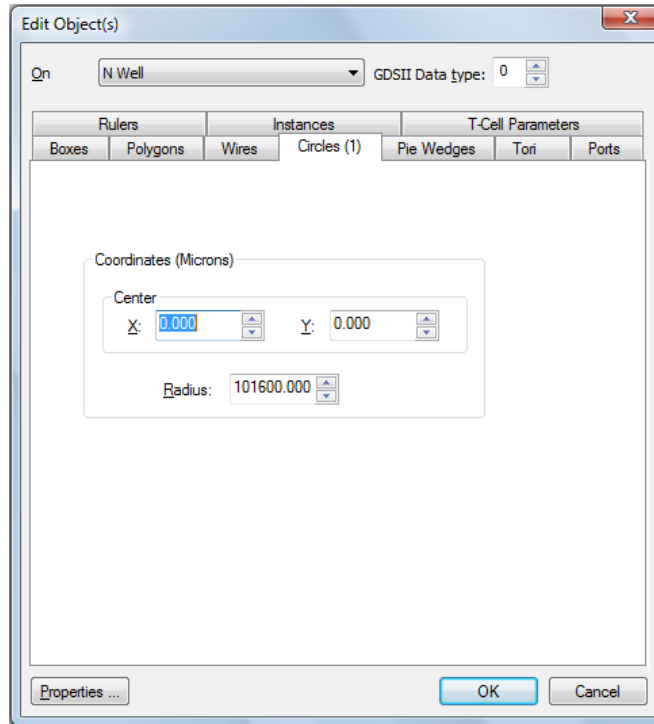 Edit Object(s)
On N Well GDSII Data type: 0
Rulers Instances T-Cell Parameters
Boxes Polygons Wires Circles (1) Pie Wedges Tori Ports
Coordinates (Microns)
Center
X: 0.000 Y: 0.000
Radius: 101600.000
Properties ... OK Cancel